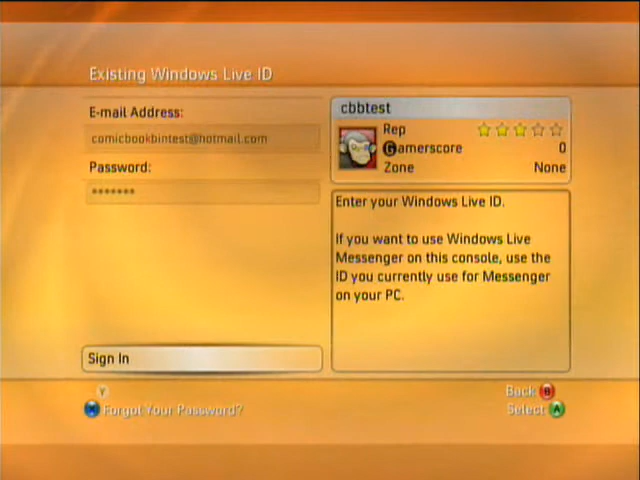 Existing Windows Live ID
E-mail Address:
comicbookbintest@hotmail.com
Password:
*******
Sign In
cbbtest
Rep
Gamerscore 0
Zone None
Enter your Windows Live ID.
If you want to use Windows Live
Messenger on this console, use the
ID you currently use for Messenger
on your PC.
Y
X Forgot Your Password?
Back B
Select A